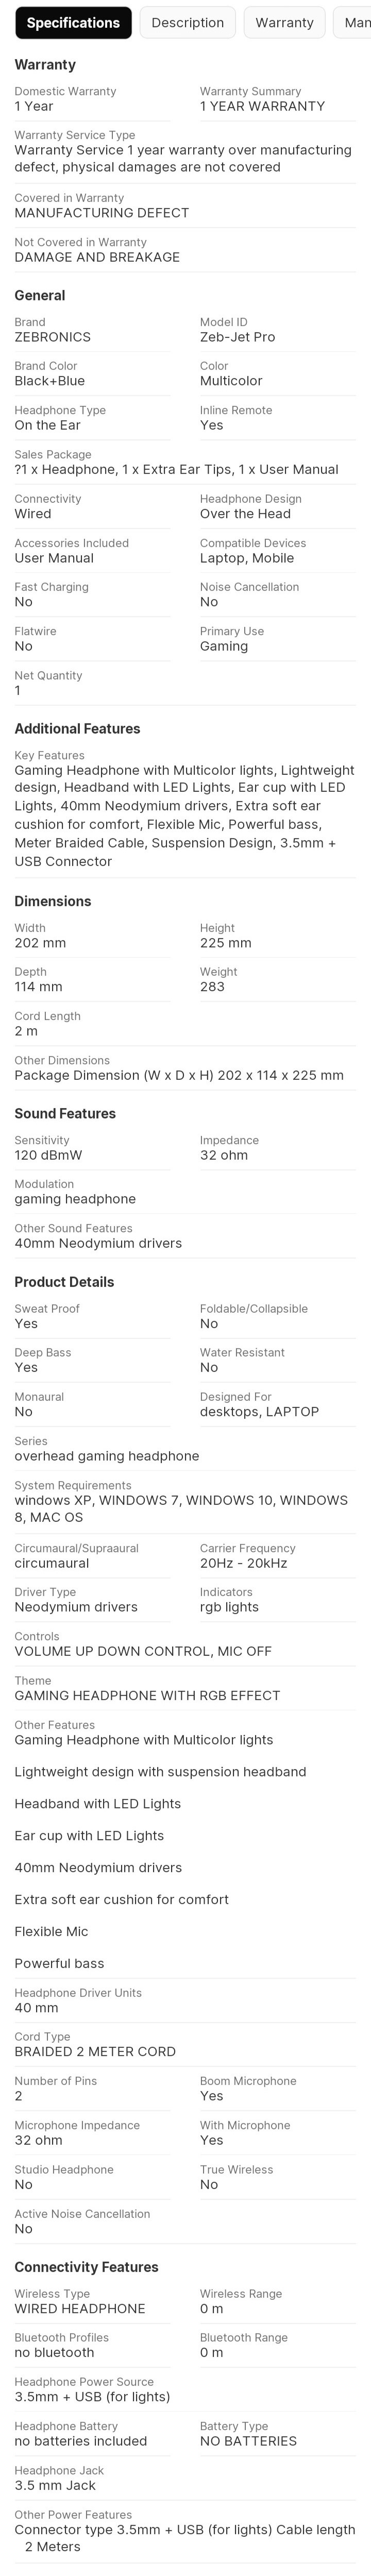 Specifications Description Warranty Man
Warranty
Domestic Warranty Warranty Summary
1 Year 1 YEAR WARRANTY
Warranty Service Type
Warranty Service 1 year warranty over manufacturing
defect, physical damages are not covered
Covered in Warranty
MANUFACTURING DEFECT
Not Covered in Warranty
DAMAGE AND BREAKAGE
General
Brand Model ID
ZEBRONICS Zeb-Jet Pro
Brand Color Color
Black+Blue Multicolor
Headphone Type Inline Remote
On the Ear Yes
Sales Package
?1 x Headphone, 1 x Extra Ear Tips, 1 x User Manual
Connectivity Headphone Design
Wired Over the Head
Accessories Included Compatible Devices
User Manual Laptop, Mobile
Fast Charging Noise Cancellation
No No
Flatwire Primary Use
No Gaming
Net Quantity
1
Additional Features
Key Features
Gaming Headphone with Multicolor lights, Lightweight
design, Headband with LED Lights, Ear cup with LED
Lights, 40mm Neodymium drivers, Extra soft ear
cushion for comfort, Flexible Mic, Powerful bass,
Meter Braided Cable, Suspension Design, 3.5mm +
USB Connector
Dimensions
Width Height
202 mm 225 mm
Depth Weight
114 mm 283
Cord Length
2 m
Other Dimensions
Package Dimension (W x D x H) 202 x 114 x 225 mm
Sound Features
Sensitivity Impedance
120 dBmW 32 ohm
Modulation
gaming headphone
Other Sound Features
40mm Neodymium drivers
Product Details
Sweat Proof Foldable/Collapsible
Yes No
Deep Bass Water Resistant
Yes No
Monaural Designed For
No desktops, LAPTOP
Series
overhead gaming headphone
System Requirements
windows XP, WINDOWS 7, WINDOWS 10, WINDOWS
8, MAC OS
Circumaural/Supraaural Carrier Frequency
circumaural 20Hz - 20kHz
Driver Type Indicators
Neodymium drivers rgb lights
Controls
VOLUME UP DOWN CONTROL, MIC OFF
Theme
GAMING HEADPHONE WITH RGB EFFECT
Other Features
Gaming Headphone with Multicolor lights
Lightweight design with suspension headband
Headband with LED Lights
Ear cup with LED Lights
40mm Neodymium drivers
Extra soft ear cushion for comfort
Flexible Mic
Powerful bass
Headphone Driver Units
40 mm
Cord Type
BRAIDED 2 METER CORD
Number of Pins Boom Microphone
2 Yes
Microphone Impedance With Microphone
32 ohm Yes
Studio Headphone True Wireless
No No
Active Noise Cancellation
No
Connectivity Features
Wireless Type Wireless Range
WIRED HEADPHONE 0 m
Bluetooth Profiles Bluetooth Range
no bluetooth 0 m
Headphone Power Source
3.5mm + USB (for lights)
Headphone Battery Battery Type
no batteries included NO BATTERIES
Headphone Jack
3.5 mm Jack
Other Power Features
Connector type 3.5mm + USB (for lights) Cable length
2 Meters